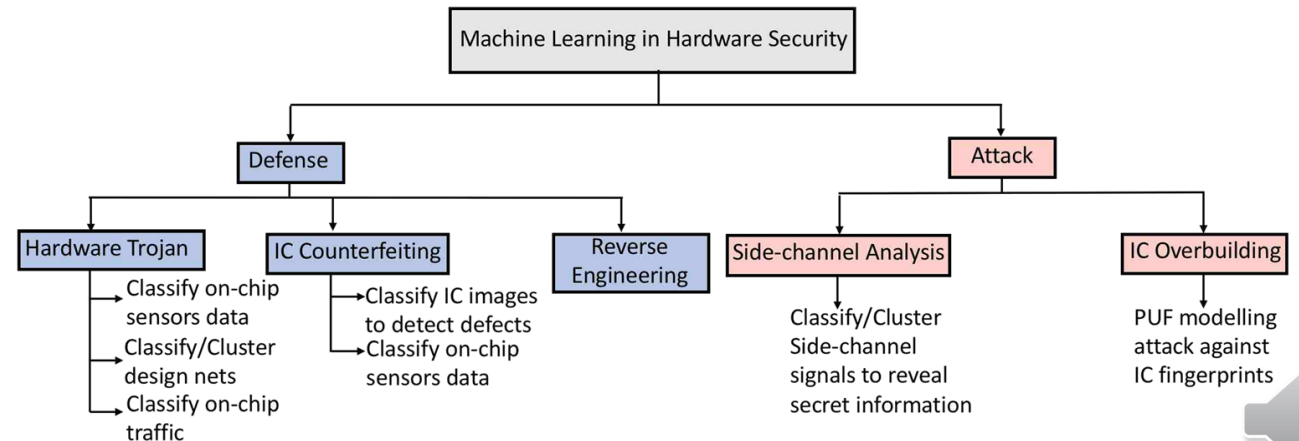 Machine Learning in Hardware Security
Defense
Attack
Hardware Trojan
IC Counterfeiting
Reverse
Engineering
Side-channel Analysis
IC Overbuilding
Classify on-chip
sensors data
Classify/Cluster
design nets
Classify on-chip
traffic
Classify IC images
to detect defects
Classify on-chip
sensors data
Classify/Cluster
Side-channel
signals to reveal
secret information
PUF modelling
attack against
IC fingerprints